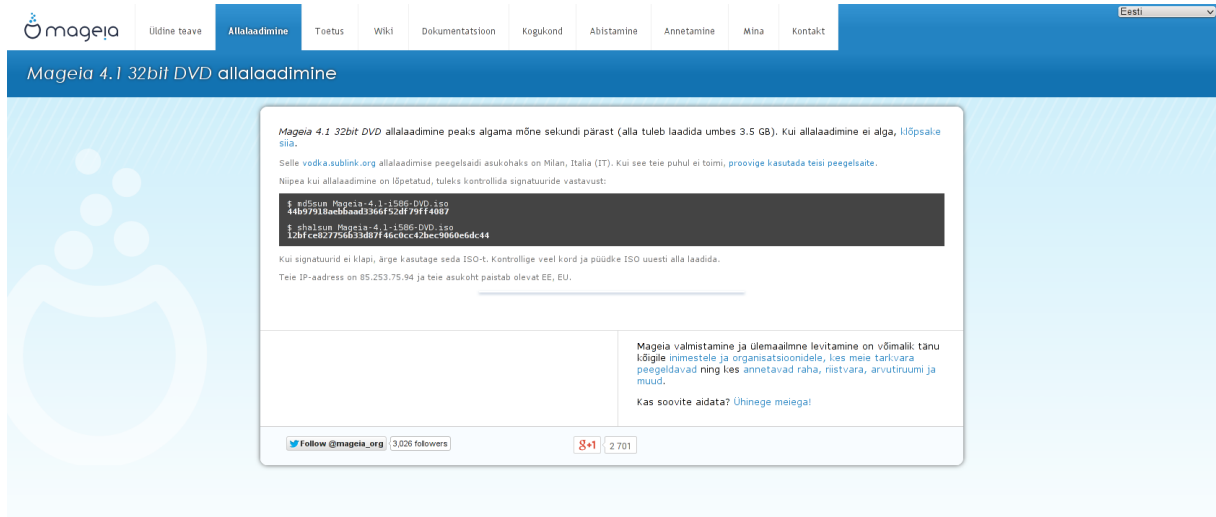 Eesti
mageia
Üldine teave
Allalaadimine
Toetus
Wiki
Dokumentatsioon
Kogukond
Abistamine
Annetamine
Mina
Kontakt
Mageia 4.1 32bit DVD allalaadimine
Mageia 4.1 32bit DVD allalaadimine peaks algama mõne sekundi pärast (alla tuleb laadida umbes 3.5 GB). Kui allalaadimine ei alga, klõpsake
siia.
Selle vodka.sublink.org allalaadimise peegelsaidi asukohaks on Milan, Italia (IT). Kui see teie puhul ei toimi, proovige kasutada teisi peegelsaite.
Niipea kui allalaadimine on lõpetatud, tuleks kontrollida signatuuride vastavust:
$ md5sum Mageia-4.1-i586-DVD.iso
44b97918aebbaad3366f52df79ff4087
$ sha1sum Mageia-4.1-i586-DVD.iso
12bfce827756b33d87f46c0cc42bec9060e6dc44
Kui signatuurid ei klapi, ärge kasutage seda ISO-t. Kontrollige veel kord ja püüdke ISO uuesti alla laadida.
Teie IP-aadress on 85.253.75.94 ja teie asukoht paistab olevat EE, EU.
Mageia valmistamine ja ülemaailmne levitamine on võimalik tänu
kõigile inimestele ja organisatsioonidele, kes meie tarkvara
peegeldavad ning kes annetavad raha, riistvara, arvutiruumi ja
muud.
Kas soovite aidata? Ühinege meiega!
Follow @mageia_org
3,026 followers
g+1
2 701